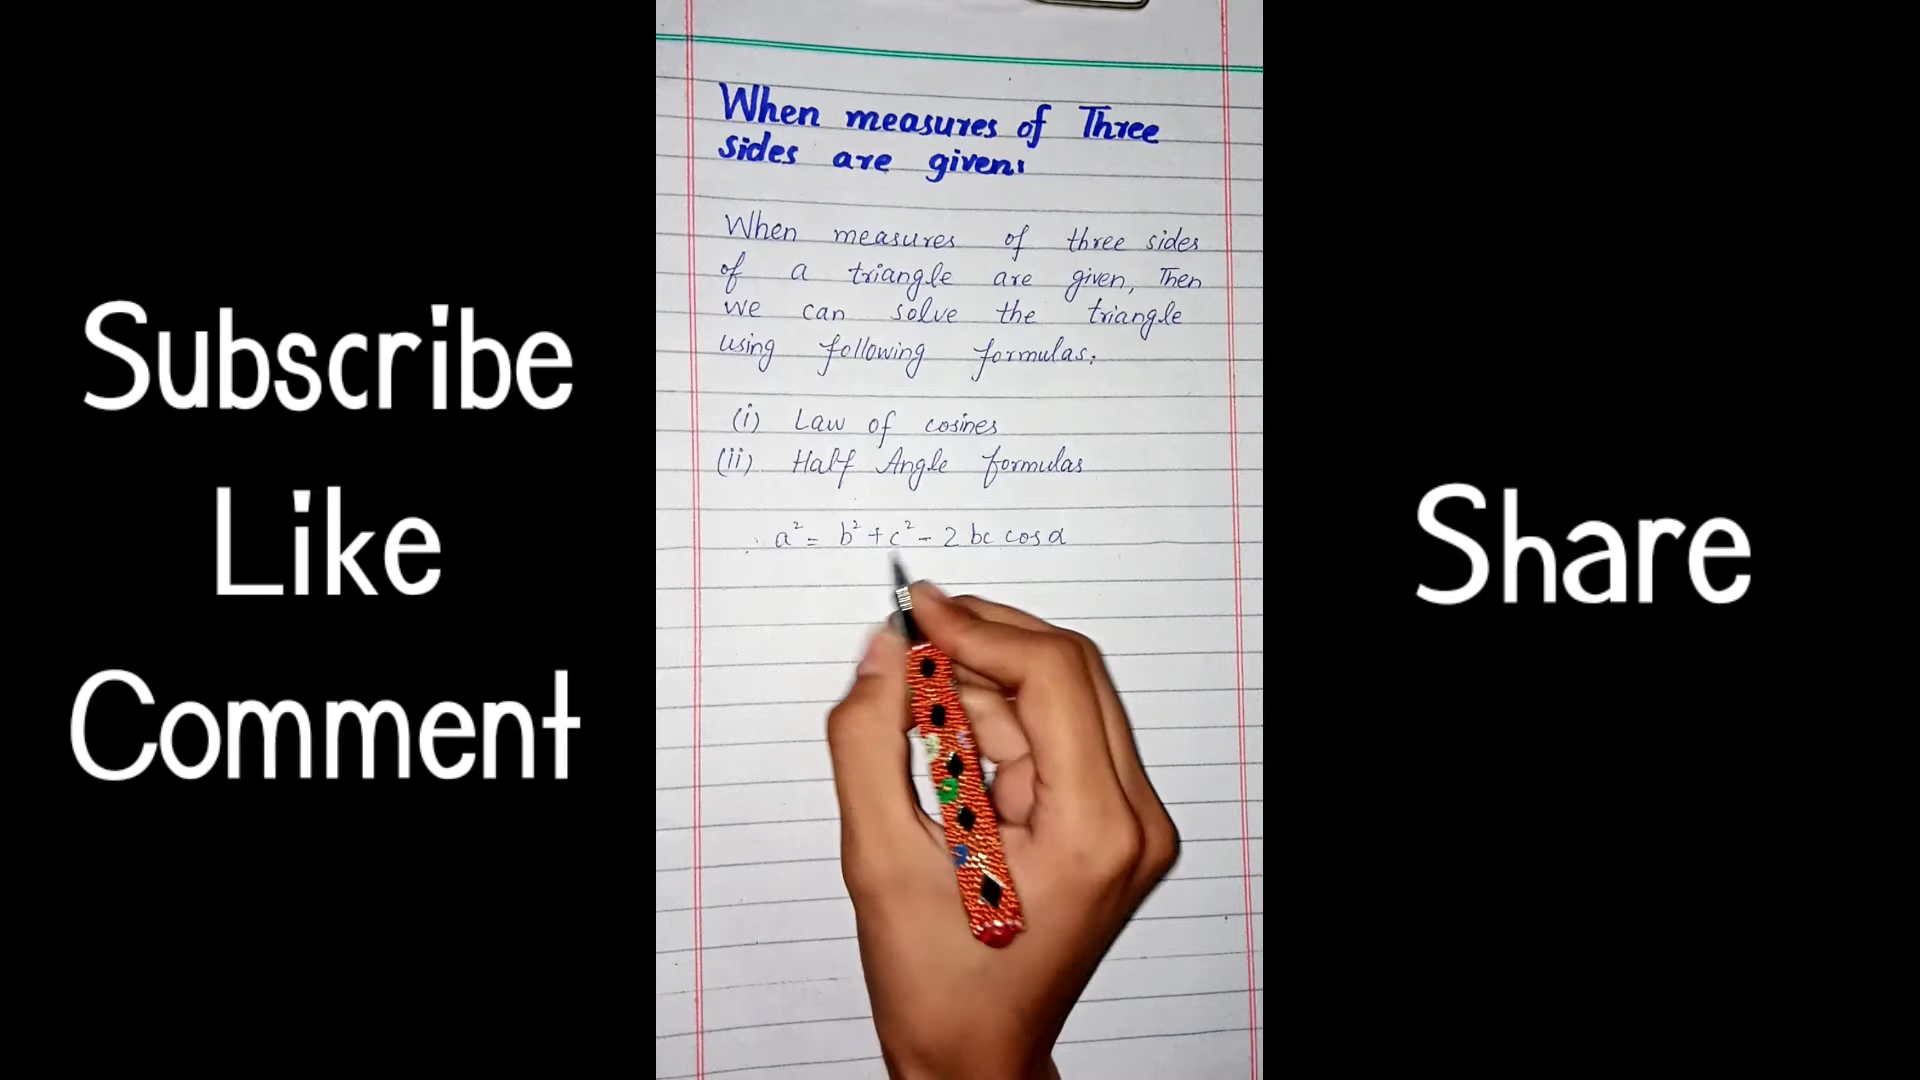 Subscribe
Like
Comment
When measures of Three
sides are given:
When measures of three sides
of a triangle are given, Then
we can solve the triangle
using following formulas:
(i) Law of cosines
(ii) Half Angle formulas
∴ a² = b² + c² - 2 bc cos α
Share